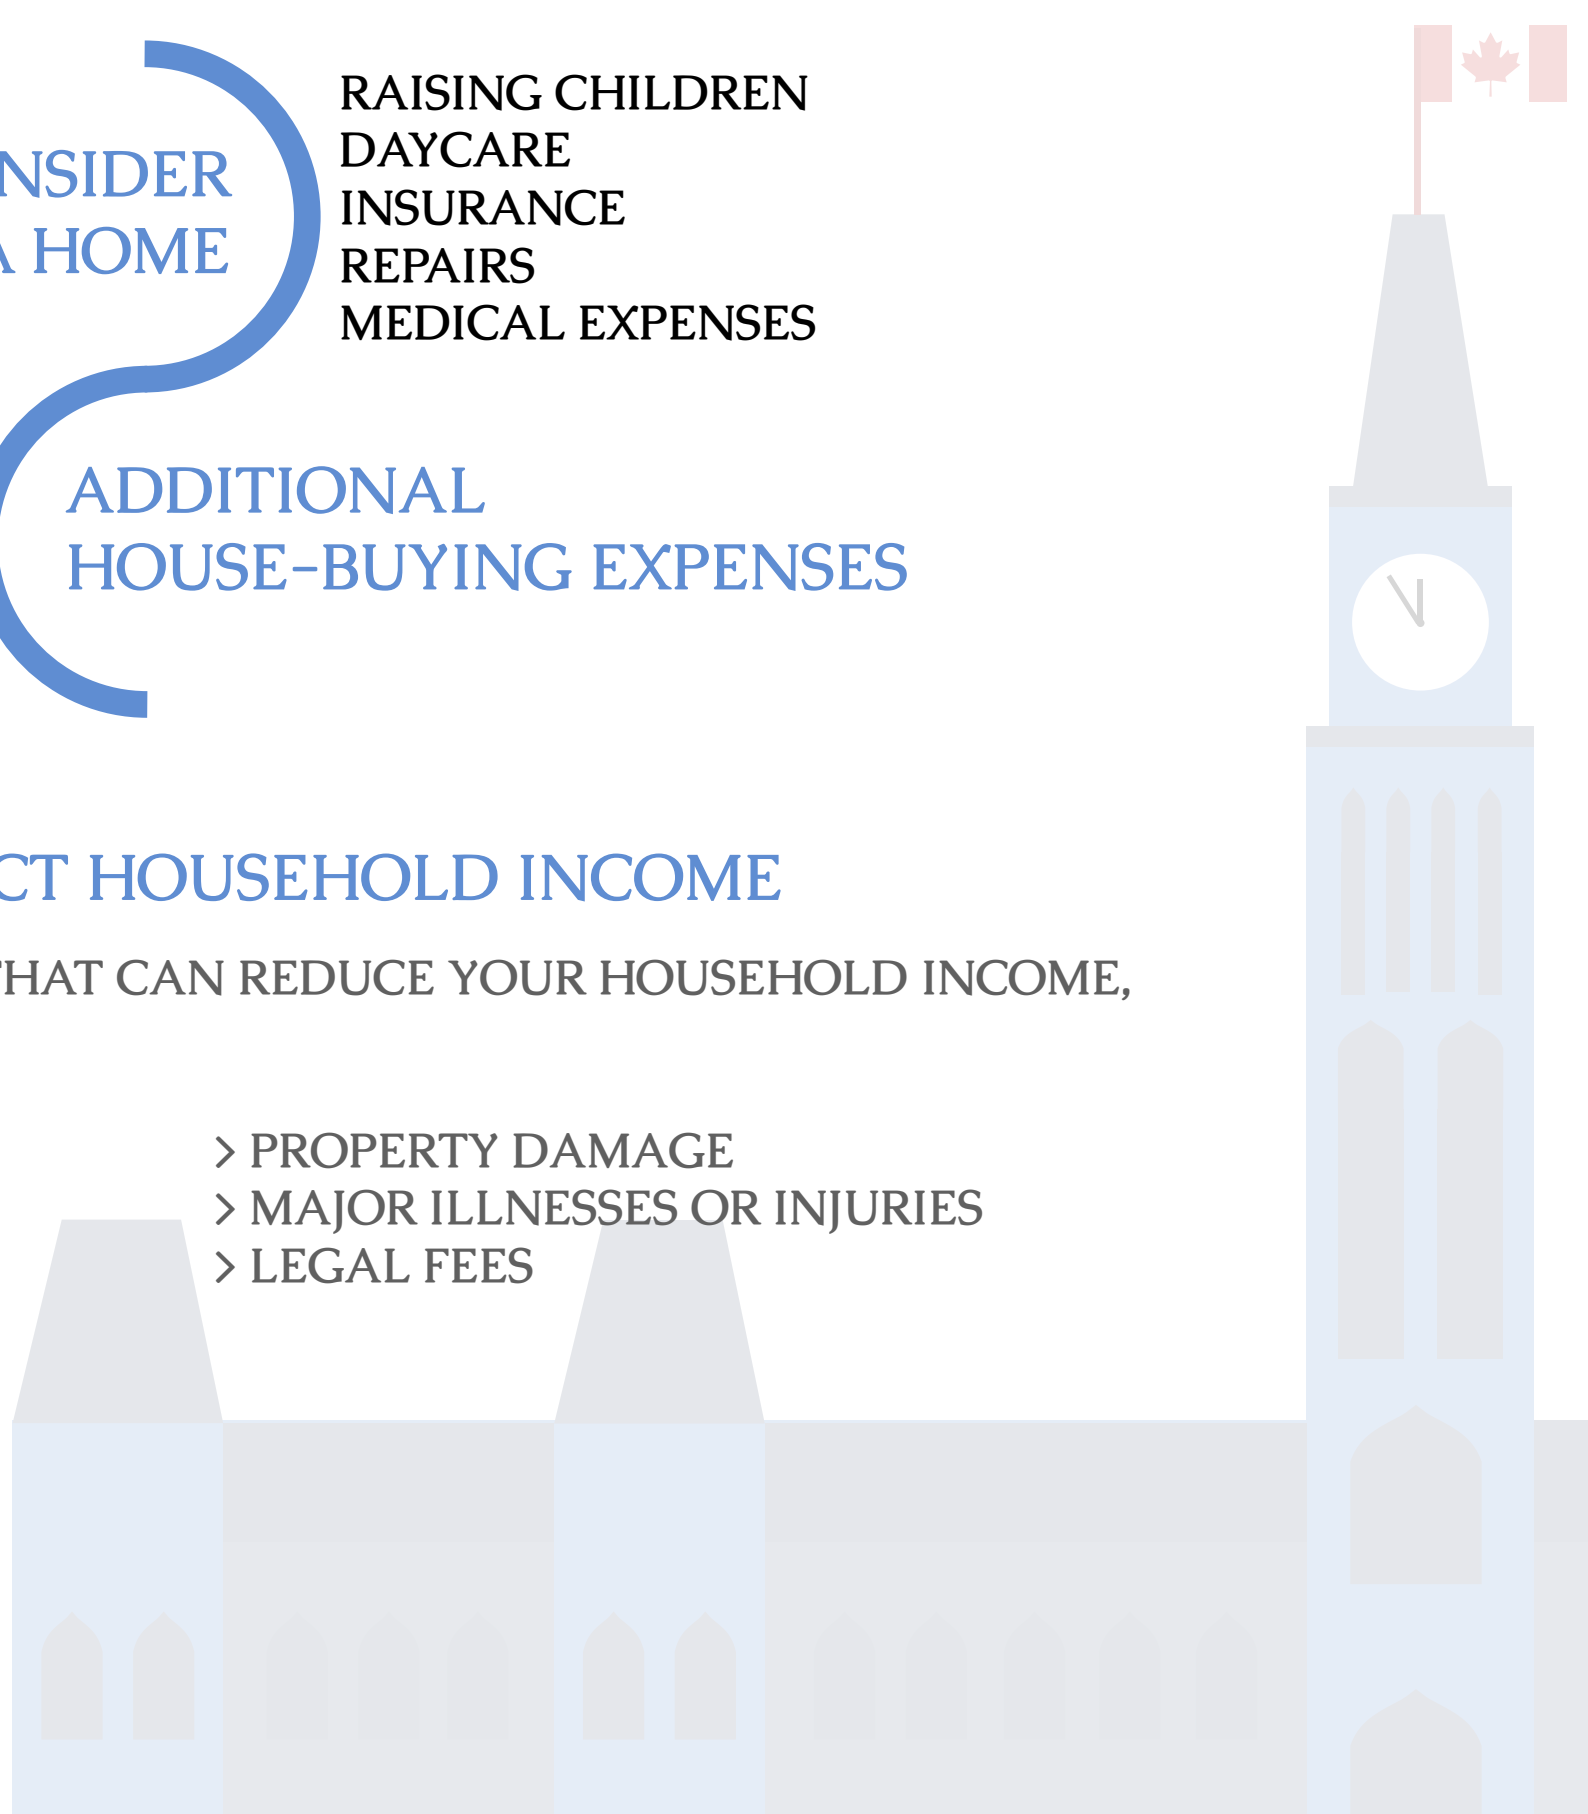 NSIDER
A HOME
RAISING CHILDREN
DAYCARE
INSURANCE
REPAIRS
MEDICAL EXPENSES
ADDITIONAL
HOUSE-BUYING EXPENSES
CT HOUSEHOLD INCOME
THAT CAN REDUCE YOUR HOUSEHOLD INCOME,
> PROPERTY DAMAGE
> MAJOR ILLNESSES OR INJURIES
> LEGAL FEES